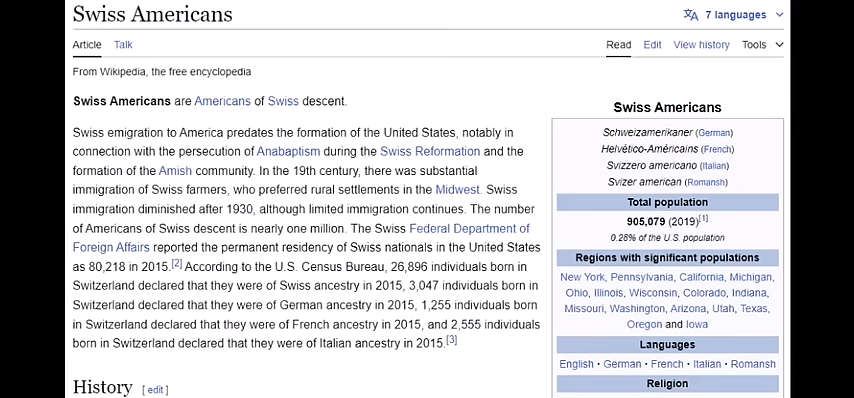 Swiss Americans
7 languages
Article Talk
Read Edit View history Tools
From Wikipedia, the free encyclopedia
Swiss Americans are Americans of Swiss descent.
Swiss emigration to America predates the formation of the United States, notably in
connection with the persecution of Anabaptism during the Swiss Reformation and the
formation of the Amish community. In the 19th century, there was substantial
immigration of Swiss farmers, who preferred rural settlements in the Midwest. Swiss
immigration diminished after 1930, although limited immigration continues. The number
of Americans of Swiss descent is nearly one million. The Swiss Federal Department of
Foreign Affairs reported the permanent residency of Swiss nationals in the United States
as 80,218 in 2015.[2] According to the U.S. Census Bureau, 26,896 individuals born in
Switzerland declared that they were of Swiss ancestry in 2015, 3,047 individuals born in
Switzerland declared that they were of German ancestry in 2015, 1,255 individuals born
in Switzerland declared that they were of French ancestry in 2015, and 2,555 individuals
born in Switzerland declared that they were of Italian ancestry in 2015.[3]
History [ edit ]
Swiss Americans
Schweizamerikaner (German)
Helvético-Américains (French)
Svizzero americano (Italian)
Svizer american (Romansh)
Total population
905,079 (2019)[1]
0.28% of the U.S. population
Regions with significant populations
New York, Pennsylvania, California, Michigan,
Ohio, Illinois, Wisconsin, Colorado, Indiana,
Missouri, Washington, Arizona, Utah, Texas,
Oregon and Iowa
Languages
English · German · French · Italian · Romansh
Religion